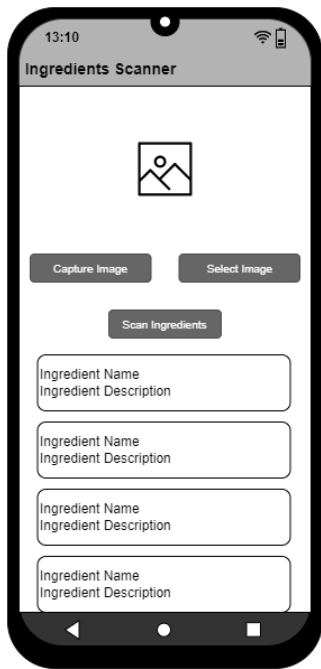 13:10
Ingredients Scanner
Capture Image
Select Image
Scan Ingredients
Ingredient Name
Ingredient Description
Ingredient Name
Ingredient Description
Ingredient Name
Ingredient Description
Ingredient Name
Ingredient Description